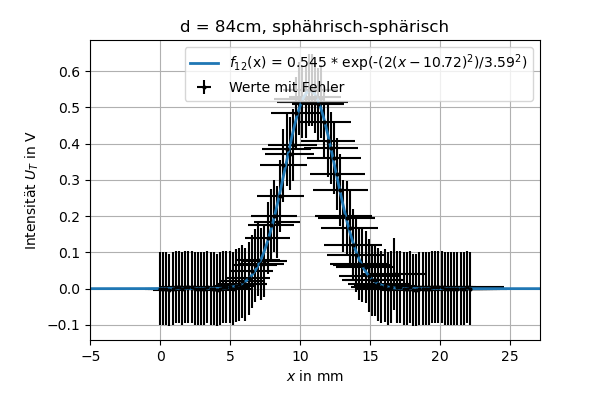 d = 84cm, sphährisch-sphärisch
f₁₂(x) = 0.545 * exp(-(2(x − 10.72)²)/3.59²)
Werte mit Fehler
Intensität U_T in V
0.6
0.5
0.4
0.3
0.2
0.1
0.0
−0.1
−5 0 5 10 15 20 25
x in mm